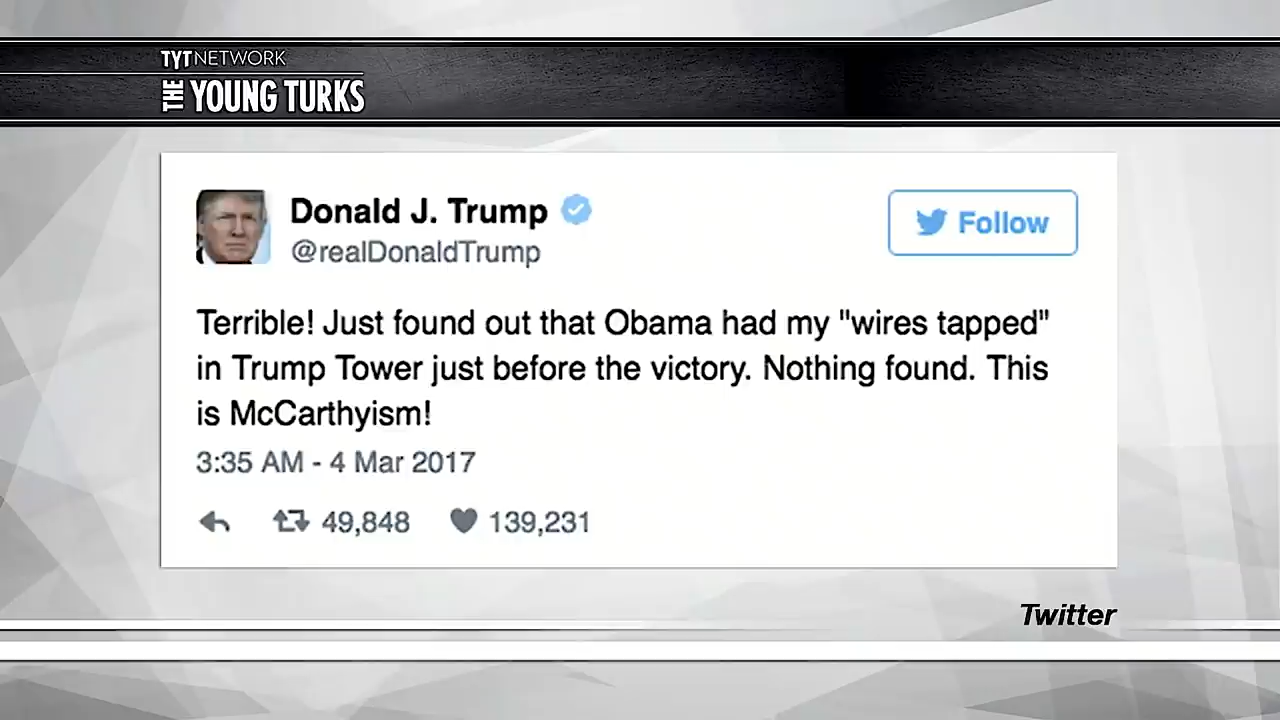 TYTNETWORK
THE YOUNG TURKS
Donald J. Trump
@realDonaldTrump
Follow
Terrible! Just found out that Obama had my "wires tapped"
in Trump Tower just before the victory. Nothing found. This
is McCarthyism!
3:35 AM - 4 Mar 2017
49,848 139,231
Twitter